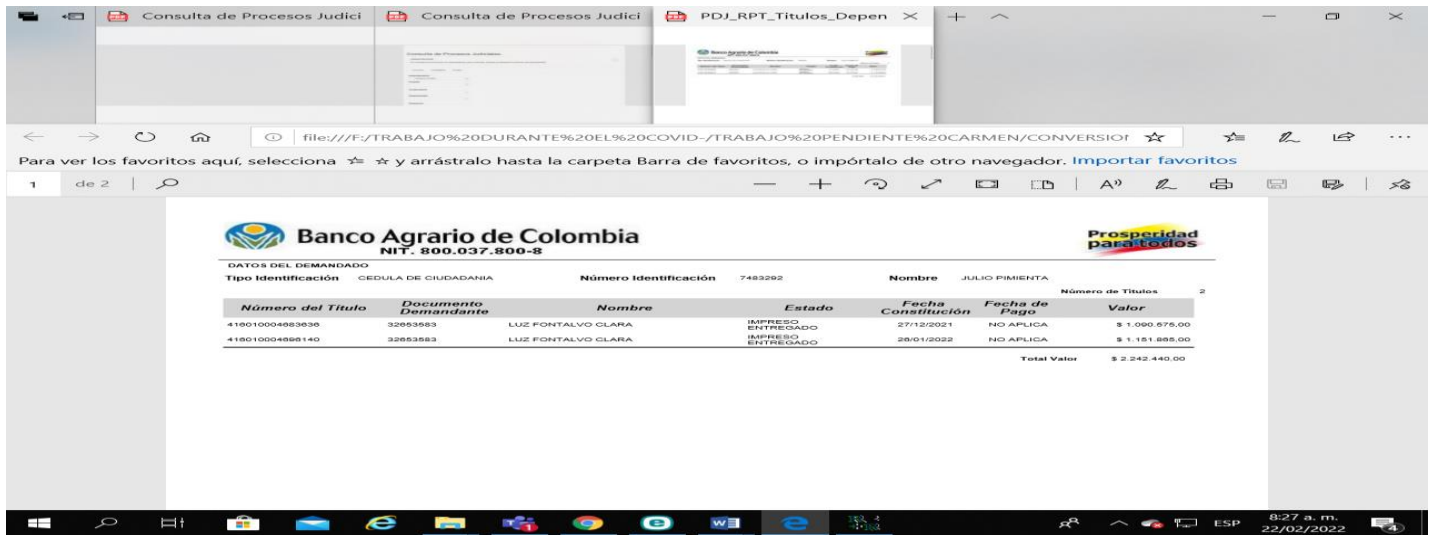 Consulta de Procesos Judici
Consulta de Procesos Judici
PDJ_RPT_Titulos_Depen
Banco Agrario de Colombia
file:///F:/TRABAJO%20DURANTE%20EL%20COVID-/TRABAJO%20PENDIENTE%20CARMEN/CONVERSION
Para ver los favoritos aquí, selecciona y arrástralo hasta la carpeta Barra de favoritos, o impórtalo de otro navegador. Importar favoritos
1 de 2
Banco Agrario de Colombia
NIT. 800.037.800-8
Prosperidad
para todos
DATOS DEL DEMANDADO
Tipo Identificación CEDULA DE CIUDADANIA Número Identificación 7483292 Nombre JULIO PIMIENTA
Número de Titulos 2
Número del Título Documento Demandante Nombre Estado Fecha Constitución Fecha de Pago Valor
32653583 LUZ FONTALVO CLARA IMPRESO ENTREGADO 27/12/2021 NO APLICA $ 1.090.575,00
32653583 LUZ FONTALVO CLARA IMPRESO ENTREGADO 28/01/2022 NO APLICA $ 1.151.865,00
Total Valor $ 2.242.440,00
ESP
8:27 a. m.
22/02/2022